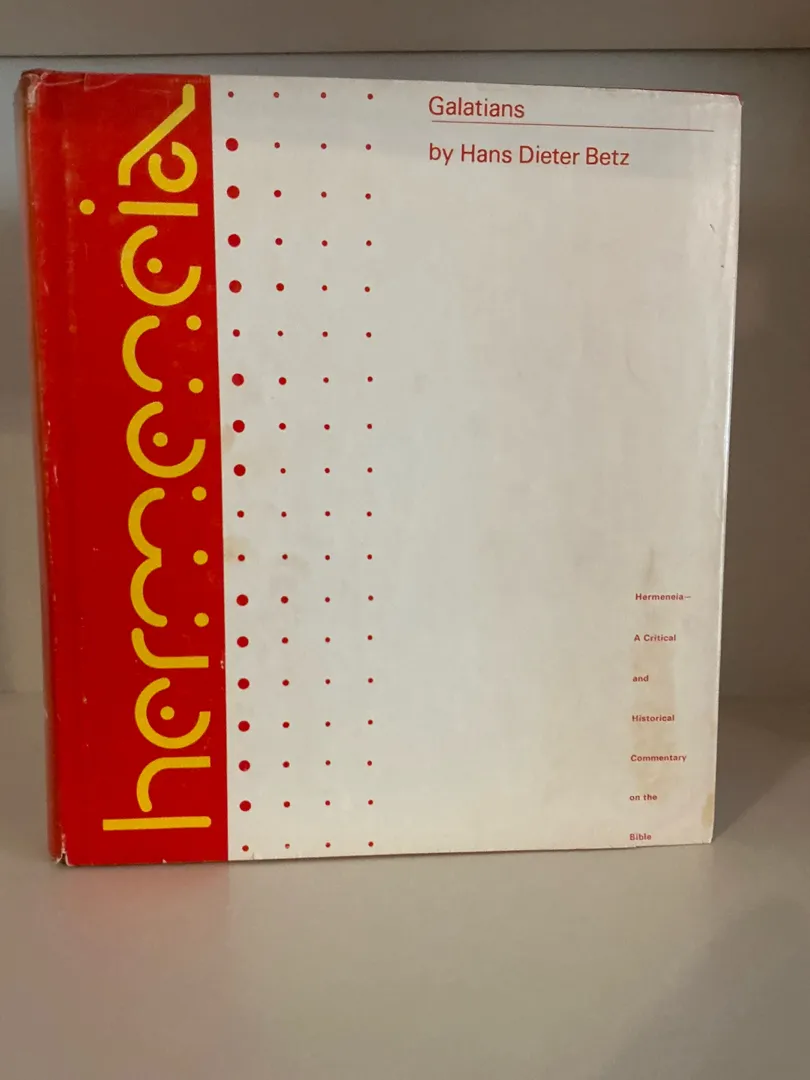 hermeneia
Galatians
by Hans Dieter Betz
Hermeneia—
A Critical
and
Historical
Commentary
on the
Bible